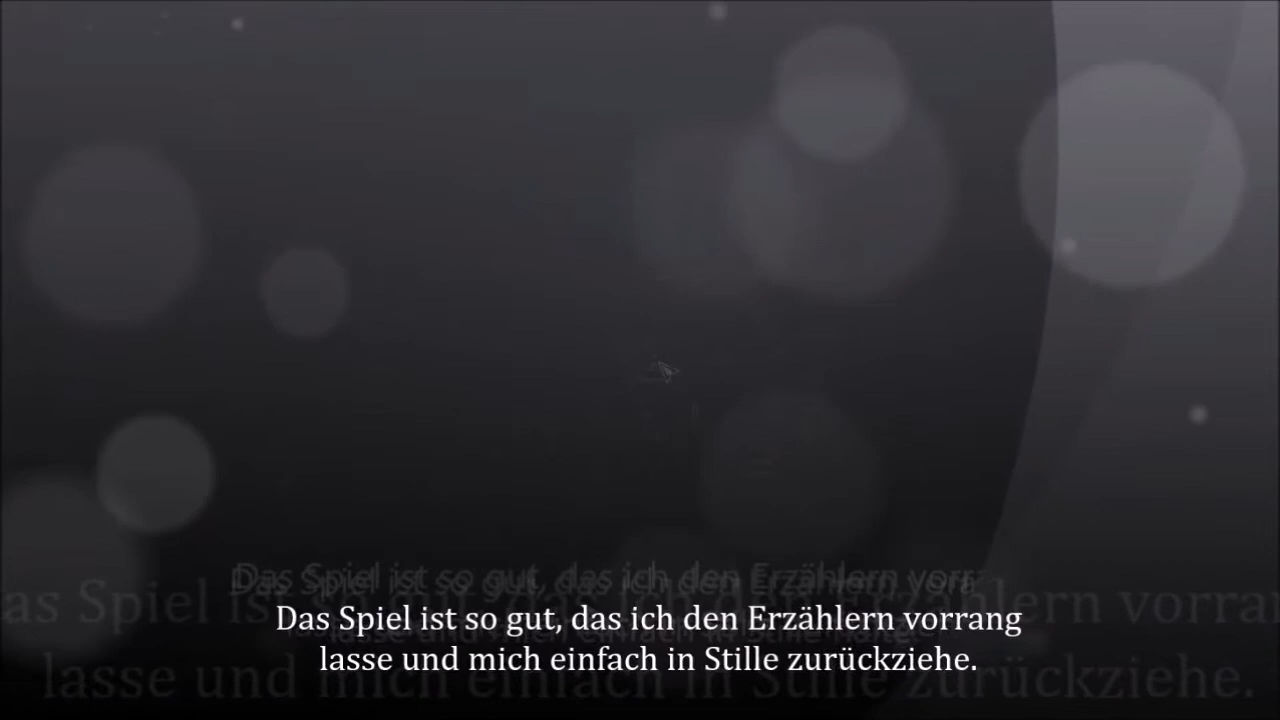 Das Spiel ist so gut, das ich den Erzählern vorrang
lasse und mich einfach in Stille zurückziehe.